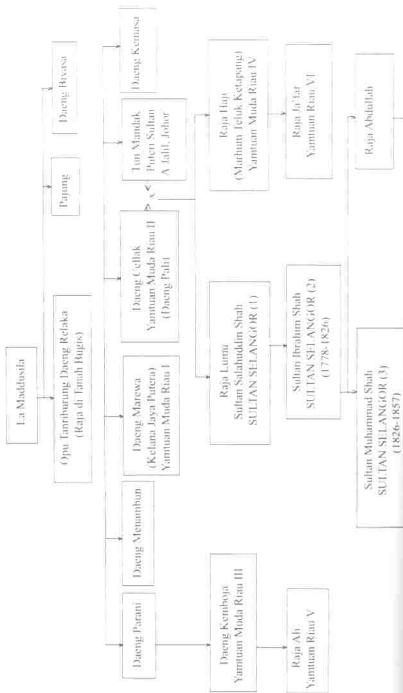 La Maddusila
Opu Tanriburung Daeng Relaka
(Raja di Tanah Bugis)
Pajung
Daeng Biyasa
Daeng Parani
Daeng Menambun
Daeng Marewa
(Kelana Jaya Putera)
Yamtuan Muda Riau I
Daeng Cellak
Yamtuan Muda Riau II
(Daeng Pali)
> x <
Tun Mandak
Puteri Sultan
A Jalil, Johor
Daeng Kemasa
Daeng Kemboja
Yamtuan Muda Riau III
Raja Lumu
Sultan Salahuddin Shah
SULTAN SELANGOR (1)
Raja Haji
(Marhum Teluk Ketapang)
Yamtuan Muda Riau IV
Raja Ali
Yamtuan Riau V
Sultan Ibrahim Shah
SULTAN SELANGOR (2)
(1778-1826)
Raja Ja'far
Yamtuan Riau VI
Sultan Muhammad Shah
SULTAN SELANGOR (3)
(1826-1857)
Raja Abdullah